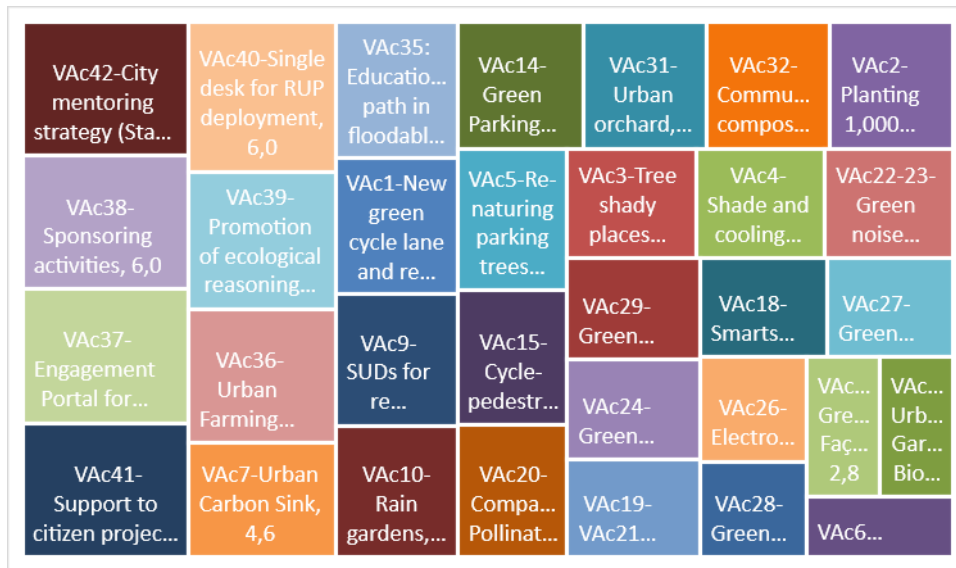 VAc42-City
mentoring
strategy (Sta...
VAc38-
Sponsoring
activities, 6,0
VAc37-
Engagement
Portal for...
VAc41-
Support to
citizen projec...
VAc40-Single
desk for RUP
deployment,
6,0
VAc39-
Promotion
of ecological
reasoning...
VAc36-
Urban
Farming...
VAc7-Urban
Carbon Sink,
4,6
VAc35:
Educatio...
path in
floodabl...
VAc1-New
green
cycle lane
and re...
VAc9-
SUDs for
re...
VAc10-
Rain
gardens,...
VAc14-
Green
Parking...
VAc5-Re-
naturing
parking
trees...
VAc15-
Cycle-
pedestr...
VAc20-
Compa...
Pollinat...
VAc31-
Urban
orchard,...
VAc32-
Commu...
compos...
VAc2-
Planting
1,000...
VAc3-Tree
shady
places...
VAc4-
Shade and
cooling...
VAc22-23-
Green
noise...
VAc29-
Green...
VAc18-
Smarts...
VAc27-
Green...
VAc24-
Green...
VAc26-
Electro...
VAc...
Gre...
Faç...
2,8
VAc...
Urb...
Gar...
Bio...
VAc19-
VAc21...
VAc28-
Green...
VAc6...